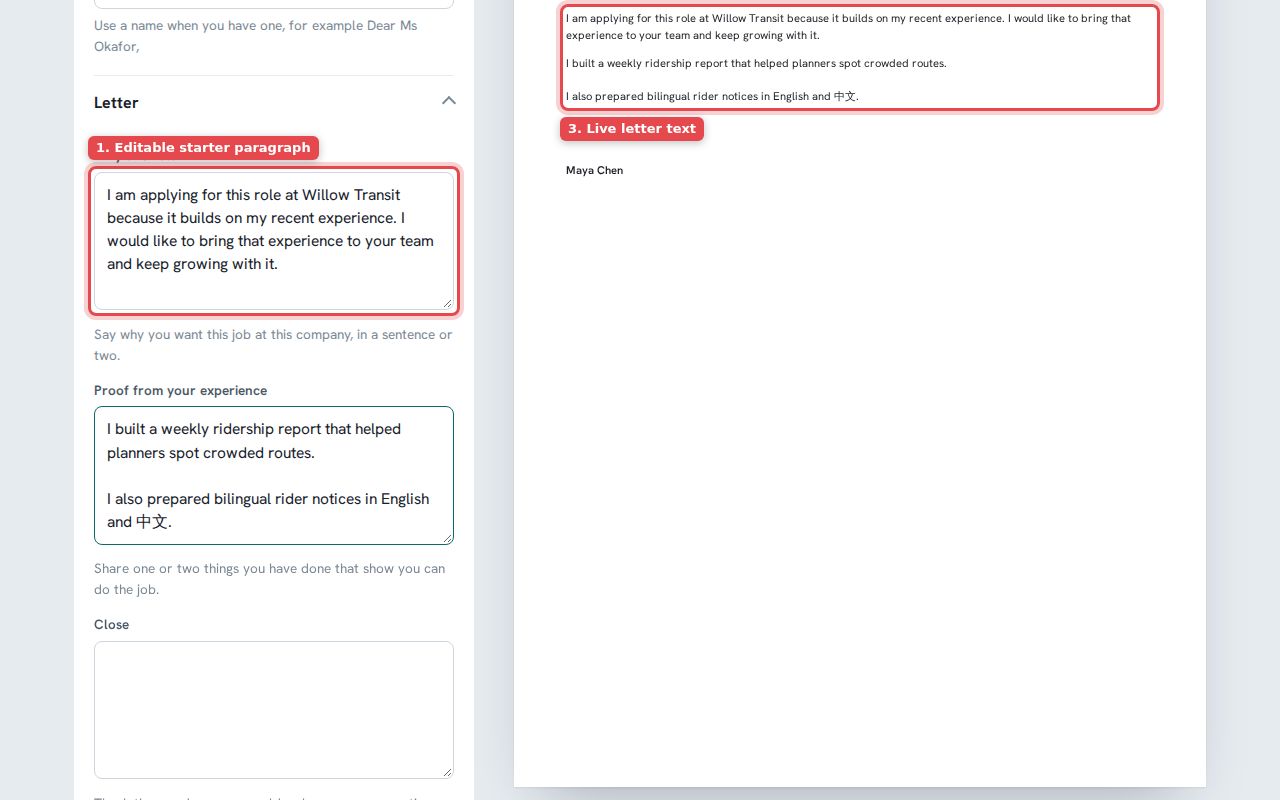 Use a name when you have one, for example Dear Ms
Okafor,
Letter
1. Editable starter paragraph
I am applying for this role at Willow Transit
because it builds on my recent experience. I
would like to bring that experience to your team
and keep growing with it.
Say why you want this job at this company, in a sentence or
two.
Proof from your experience
I built a weekly ridership report that helped
planners spot crowded routes.
I also prepared bilingual rider notices in English
and 中文.
Share one or two things you have done that show you can
do the job.
Close
I am applying for this role at Willow Transit because it builds on my recent experience. I would like to bring that
experience to your team and keep growing with it.
I built a weekly ridership report that helped planners spot crowded routes.
I also prepared bilingual rider notices in English and 中文.
3. Live letter text
Maya Chen